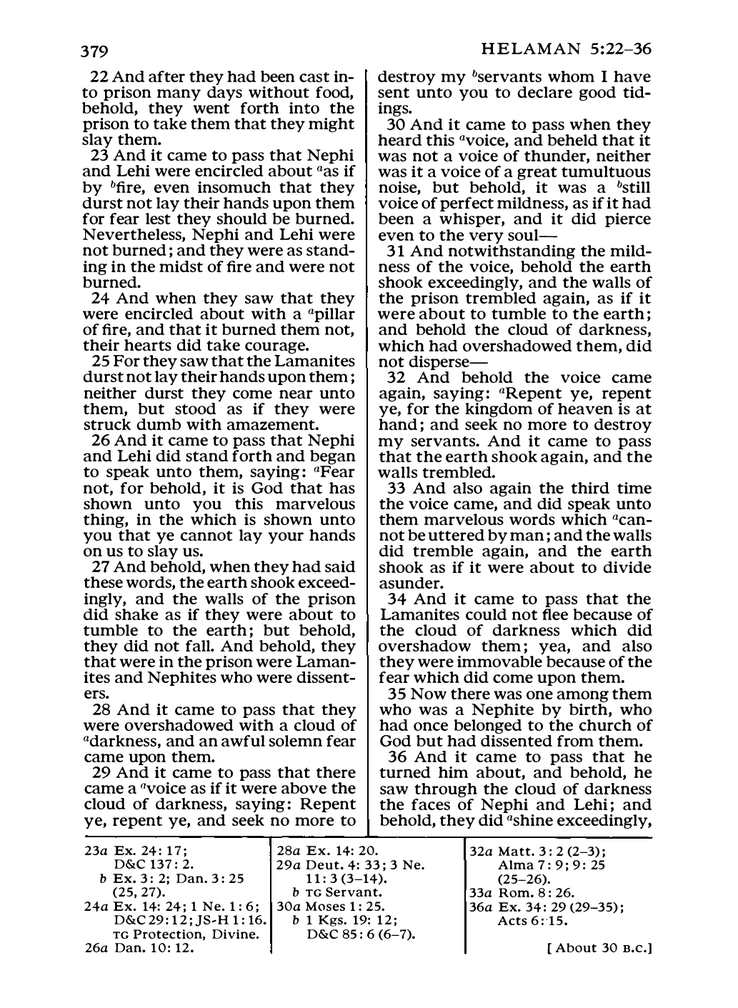 379
HELAMAN 5:22–36
22 And after they had been cast in-
to prison many days without food,
behold, they went forth into the
prison to take them that they might
slay them.
23 And it came to pass that Nephi
and Lehi were encircled about ᵃas if
by ᵇfire, even insomuch that they
durst not lay their hands upon them
for fear lest they should be burned.
Nevertheless, Nephi and Lehi were
not burned; and they were as stand-
ing in the midst of fire and were not
burned.
24 And when they saw that they
were encircled about with a ᵃpillar
of fire, and that it burned them not,
their hearts did take courage.
25 For they saw that the Lamanites
durst not lay their hands upon them;
neither durst they come near unto
them, but stood as if they were
struck dumb with amazement.
26 And it came to pass that Nephi
and Lehi did stand forth and began
to speak unto them, saying: ᵃFear
not, for behold, it is God that has
shown unto you this marvelous
thing, in the which is shown unto
you that ye cannot lay your hands
on us to slay us.
27 And behold, when they had said
these words, the earth shook exceed-
ingly, and the walls of the prison
did shake as if they were about to
tumble to the earth; but behold,
they did not fall. And behold, they
that were in the prison were Laman-
ites and Nephites who were dissent-
ers.
28 And it came to pass that they
were overshadowed with a cloud of
ᵃdarkness, and an awful solemn fear
came upon them.
29 And it came to pass that there
came a ᵃvoice as if it were above the
cloud of darkness, saying: Repent
ye, repent ye, and seek no more to
destroy my ᵇservants whom I have
sent unto you to declare good tid-
ings.
30 And it came to pass when they
heard this ᵃvoice, and beheld that it
was not a voice of thunder, neither
was it a voice of a great tumultuous
noise, but behold, it was a ᵇstill
voice of perfect mildness, as if it had
been a whisper, and it did pierce
even to the very soul—
31 And notwithstanding the mild-
ness of the voice, behold the earth
shook exceedingly, and the walls of
the prison trembled again, as if it
were about to tumble to the earth;
and behold the cloud of darkness,
which had overshadowed them, did
not disperse—
32 And behold the voice came
again, saying: ᵃRepent ye, repent
ye, for the kingdom of heaven is at
hand; and seek no more to destroy
my servants. And it came to pass
that the earth shook again, and the
walls trembled.
33 And also again the third time
the voice came, and did speak unto
them marvelous words which ᵃcan-
not be uttered by man; and the walls
did tremble again, and the earth
shook as if it were about to divide
asunder.
34 And it came to pass that the
Lamanites could not flee because of
the cloud of darkness which did
overshadow them; yea, and also
they were immovable because of the
fear which did come upon them.
35 Now there was one among them
who was a Nephite by birth, who
had once belonged to the church of
God but had dissented from them.
36 And it came to pass that he
turned him about, and behold, he
saw through the cloud of darkness
the faces of Nephi and Lehi; and
behold, they did ᵃshine exceedingly,
23a Ex. 24: 17;
D&C 137: 2.
b Ex. 3: 2; Dan. 3: 25
(25, 27).
24a Ex. 14: 24; 1 Ne. 1: 6;
D&C 29: 12; JS-H 1: 16.
TG Protection, Divine.
26a Dan. 10: 12.
28a Ex. 14: 20.
29a Deut. 4: 33; 3 Ne.
11: 3 (3–14).
b TG Servant.
30a Moses 1: 25.
b 1 Kgs. 19: 12;
D&C 85: 6 (6–7).
32a Matt. 3: 2 (2–3);
Alma 7: 9; 9: 25
(25–26).
33a Rom. 8: 26.
36a Ex. 34: 29 (29–35);
Acts 6: 15.
[About 30 B.C.]